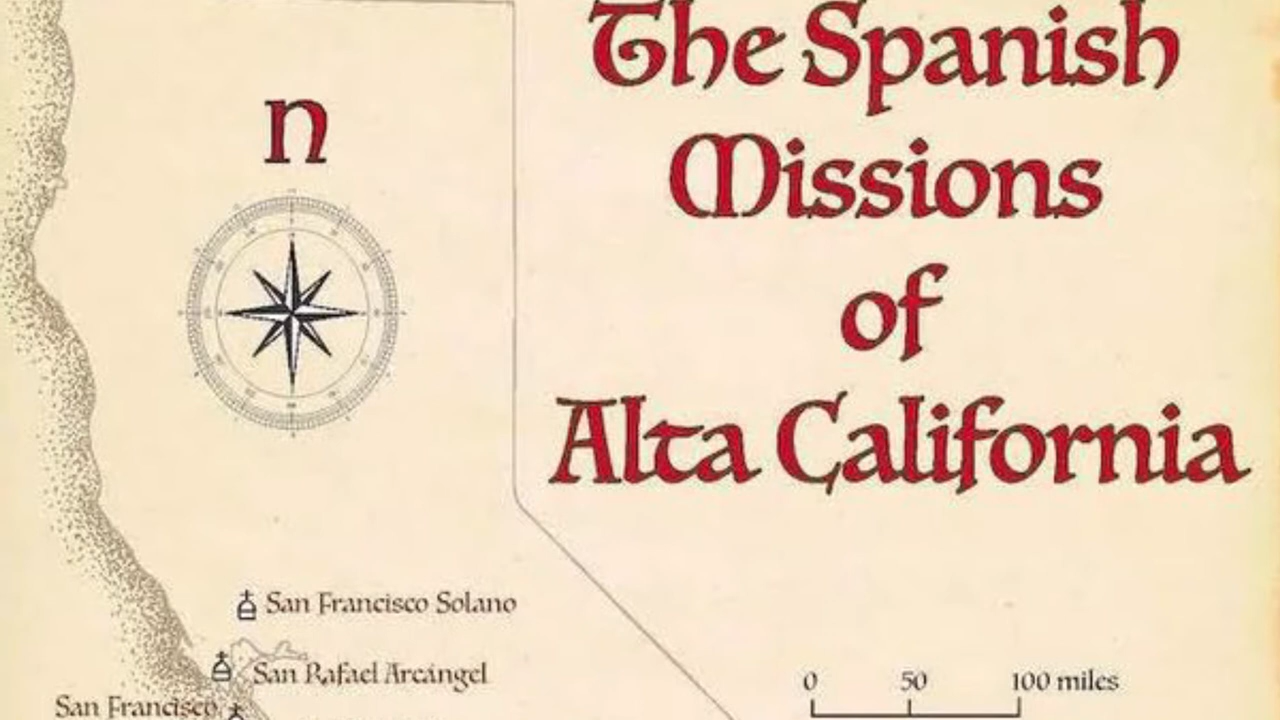 The Spanish
Missions
of
Alta California
n
San Francisco Solano
San Rafael Arcángel
San Francisco
0 50 100 miles